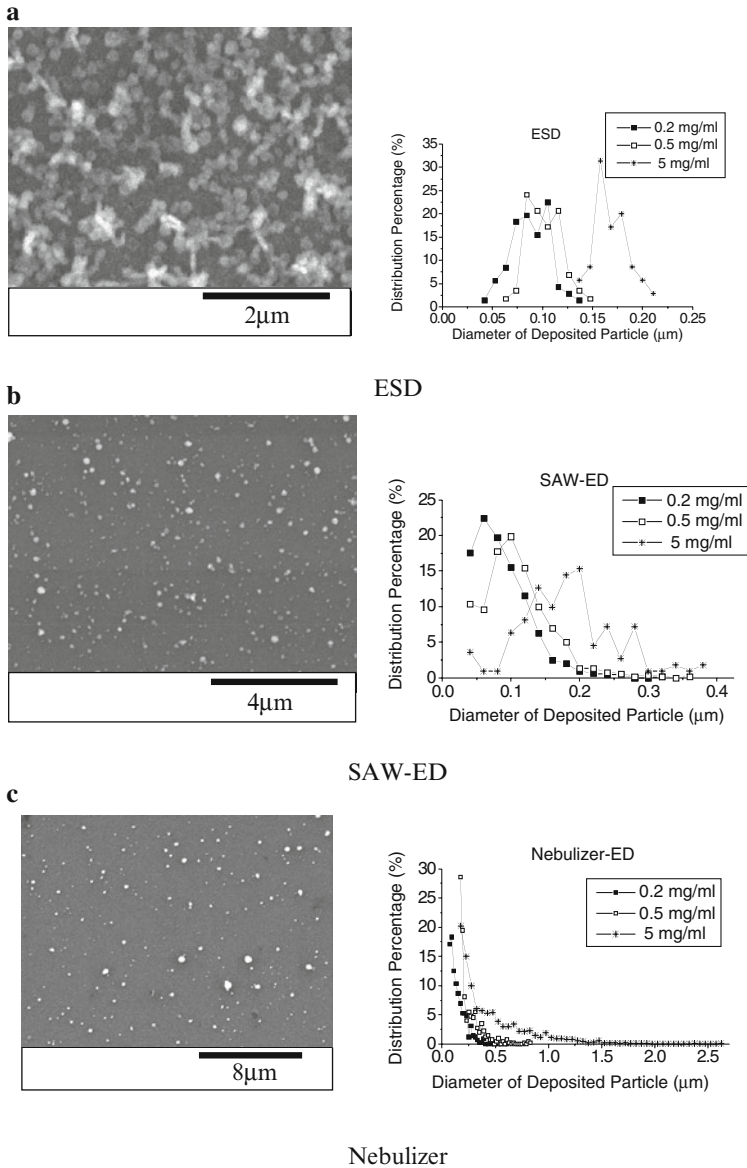 a
2μm
ESD
0.2 mg/ml
0.5 mg/ml
5 mg/ml
Distribution Percentage (%)
35
30
25
20
15
10
5
0
0.00 0.05 0.10 0.15 0.20 0.25
Diameter of Deposited Particle (μm)
ESD
b
4μm
SAW-ED
0.2 mg/ml
0.5 mg/ml
5 mg/ml
Distribution Percentage (%)
25
20
15
10
5
0
0.0 0.1 0.2 0.3 0.4
Diameter of Deposited Particle (μm)
SAW-ED
c
8μm
Nebulizer-ED
0.2 mg/ml
0.5 mg/ml
5 mg/ml
Distribution Percentage (%)
30
25
20
15
10
5
0
0.0 0.5 1.0 1.5 2.0 2.5
Diameter of Deposited Particle (μm)
Nebulizer